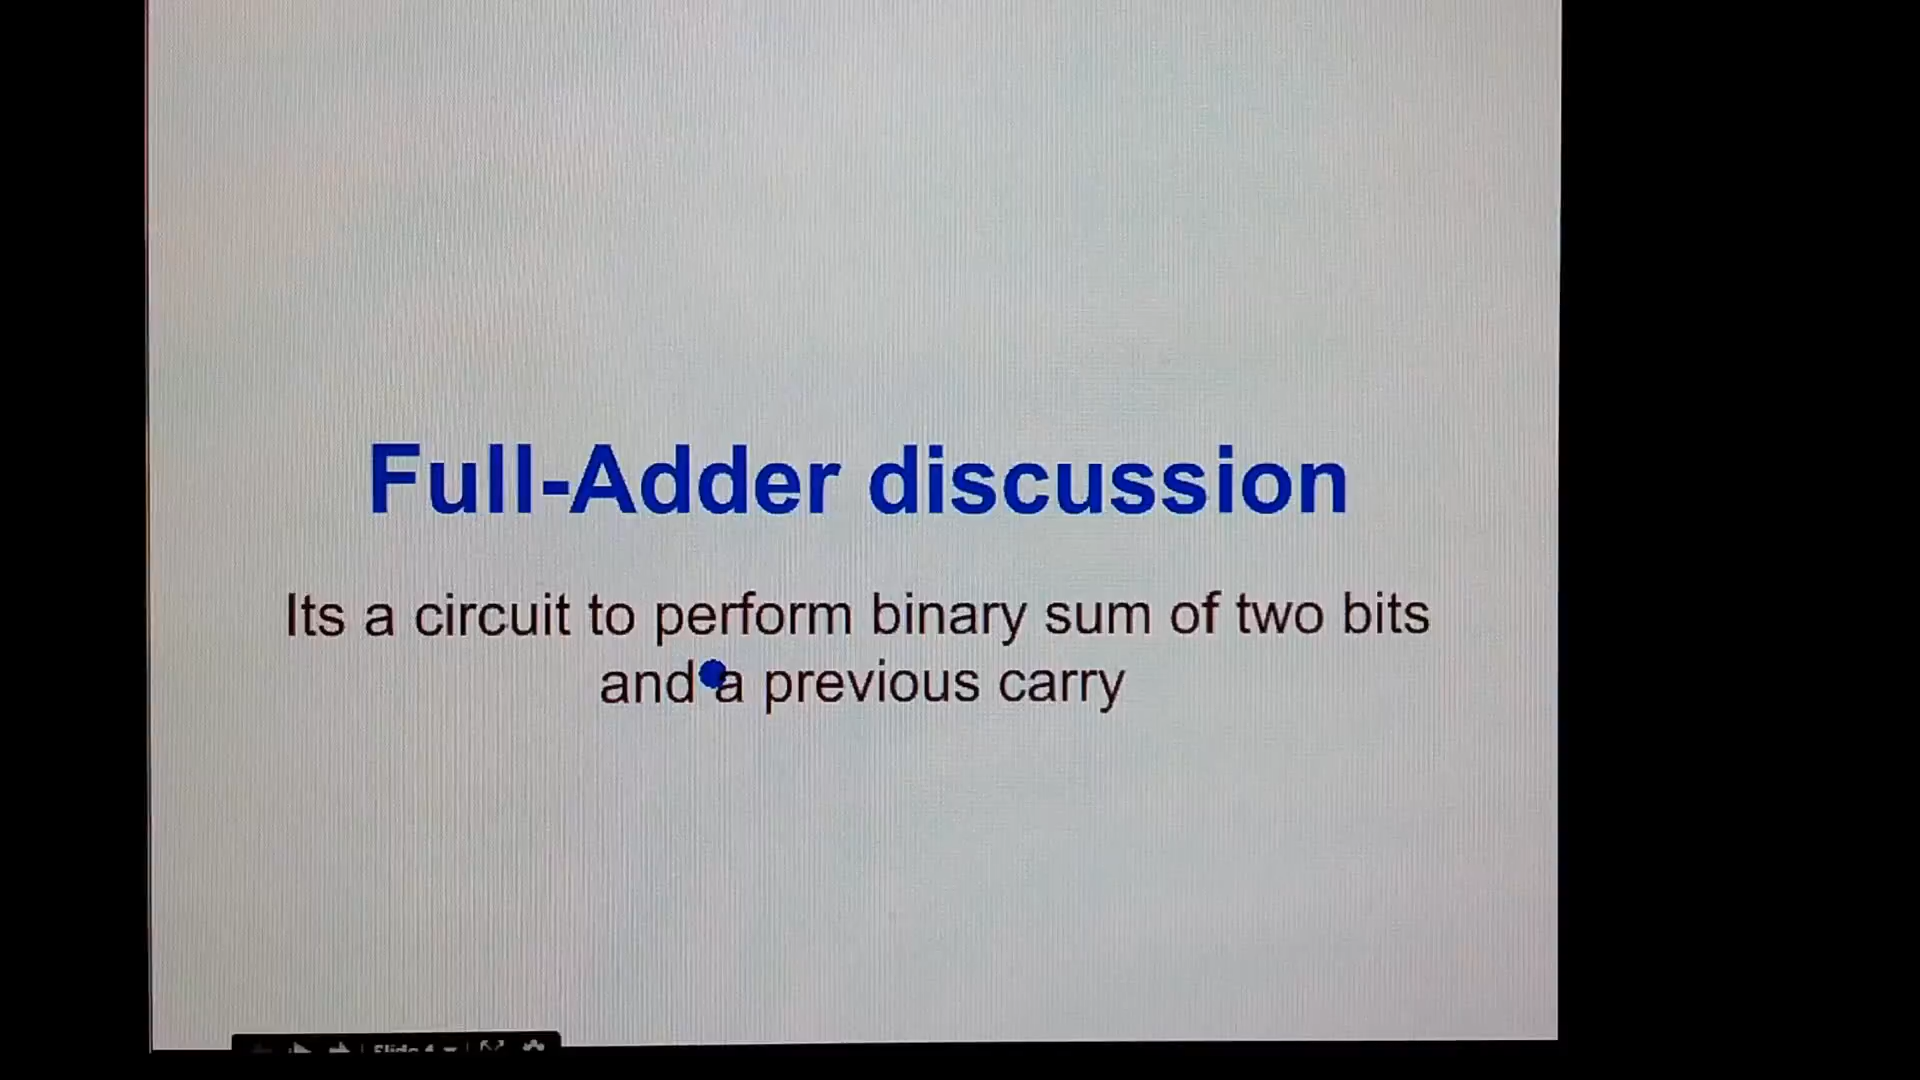 Full-Adder discussion
Its a circuit to perform binary sum of two bits
and a previous carry